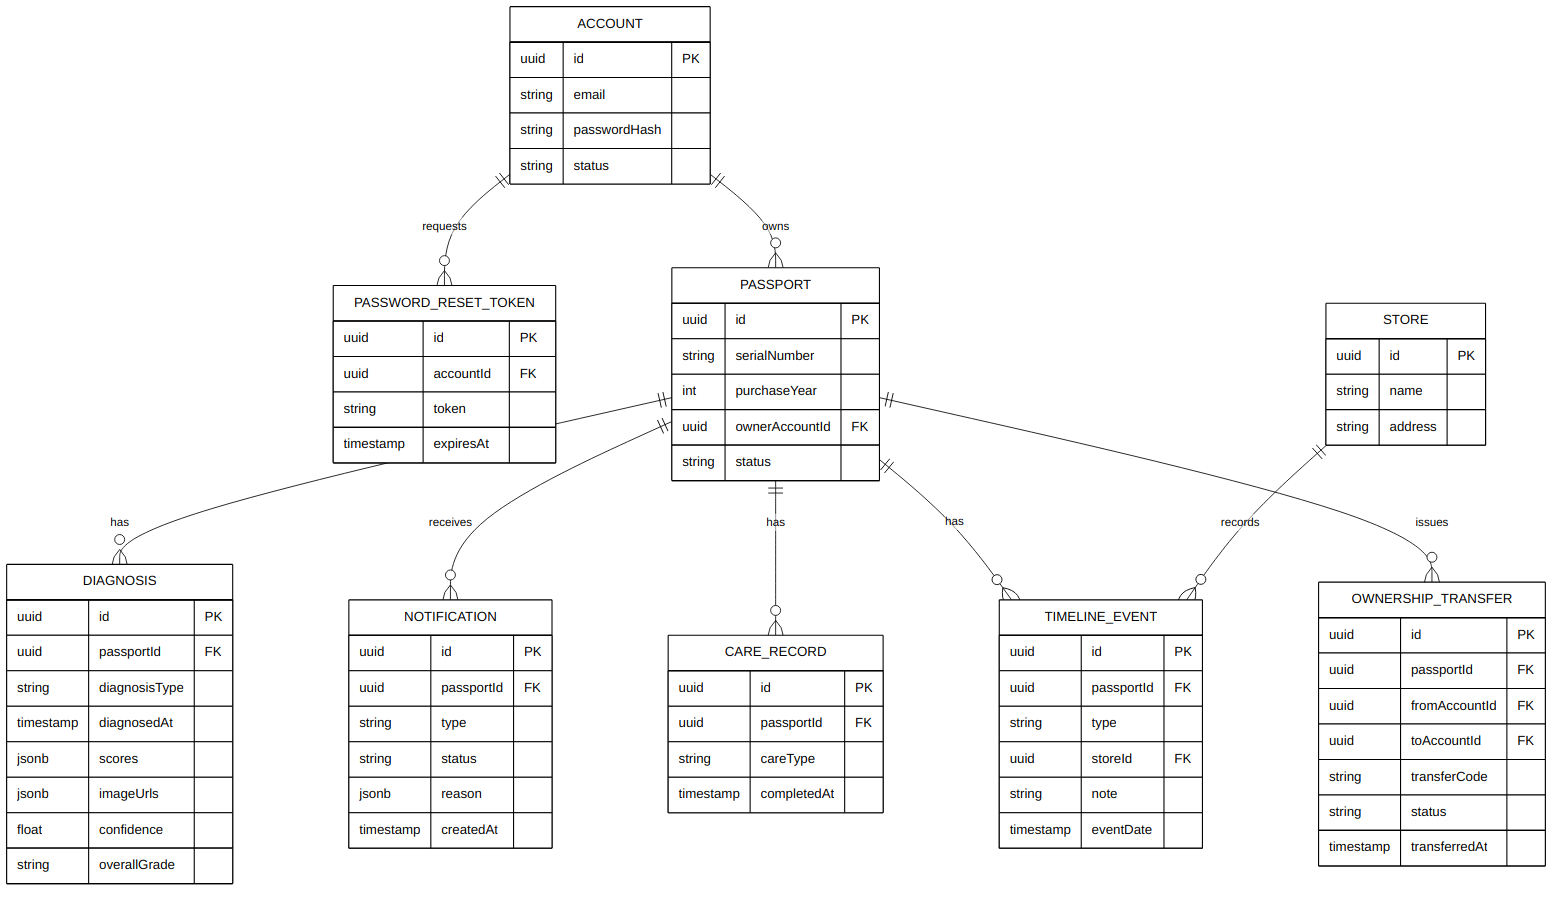 ACCOUNT
uuid id PK
string email
string passwordHash
string status
requests
owns
PASSWORD_RESET_TOKEN
uuid id PK
uuid accountId FK
string token
timestamp expiresAt
PASSPORT
uuid id PK
string serialNumber
int purchaseYear
uuid ownerAccountId FK
string status
STORE
uuid id PK
string name
string address
has
receives
has
has
records
issues
DIAGNOSIS
uuid id PK
uuid passportId FK
string diagnosisType
timestamp diagnosedAt
jsonb scores
jsonb imageUrls
float confidence
string overallGrade
NOTIFICATION
uuid id PK
uuid passportId FK
string type
string status
jsonb reason
timestamp createdAt
CARE_RECORD
uuid id PK
uuid passportId FK
string careType
timestamp completedAt
TIMELINE_EVENT
uuid id PK
uuid passportId FK
string type
uuid storeId FK
string note
timestamp eventDate
OWNERSHIP_TRANSFER
uuid id PK
uuid passportId FK
uuid fromAccountId FK
uuid toAccountId FK
string transferCode
string status
timestamp transferredAt